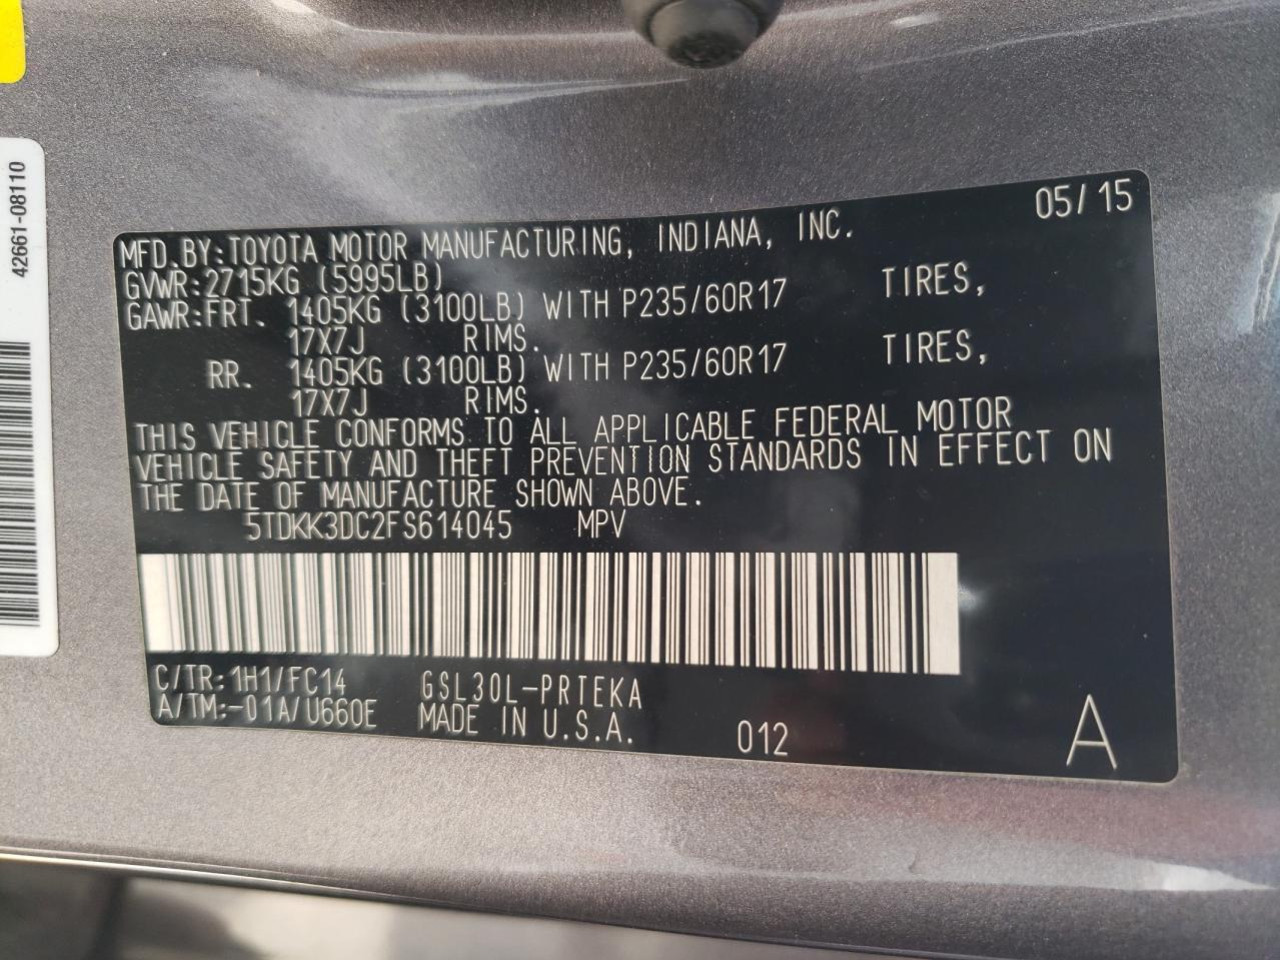 42661-08110
05/15
MFD.BY:TOYOTA MOTOR MANUFACTURING, INDIANA, INC.
GVWR:2715KG (5995LB)
GAWR:FRT. 1405KG (3100LB) WITH P235/60R17 TIRES,
17X7J RIMS.
RR. 1405KG (3100LB) WITH P235/60R17 TIRES,
17X7J RIMS.
THIS VEHICLE CONFORMS TO ALL APPLICABLE FEDERAL MOTOR
VEHICLE SAFETY AND THEFT PREVENTION STANDARDS IN EFFECT ON
THE DATE OF MANUFACTURE SHOWN ABOVE.
5TDKK3DC2FS614045 MPV
C/TR:1H1/FC14 GSL30L-PRTEKA
A/TM:-01A/U660E MADE IN U.S.A. 012 A